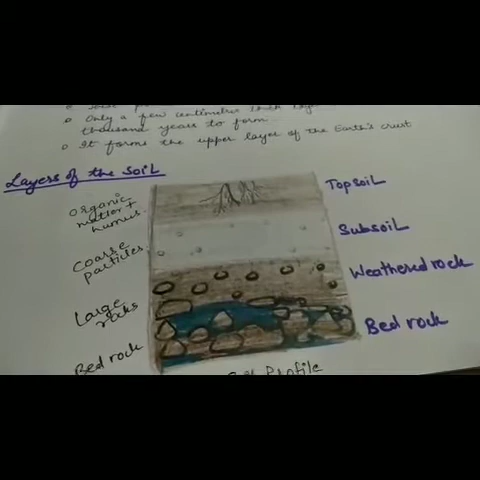 Only a few centimetres thick
thousand years to form
It forms the upper layer of the Earth's crust
Layers of the Soil
Organic
matter +
humus.
Topsoil
Coarse
particles
Subsoil
Large
rocks
Weathered rock
Bed rock
Bed rock
Profile